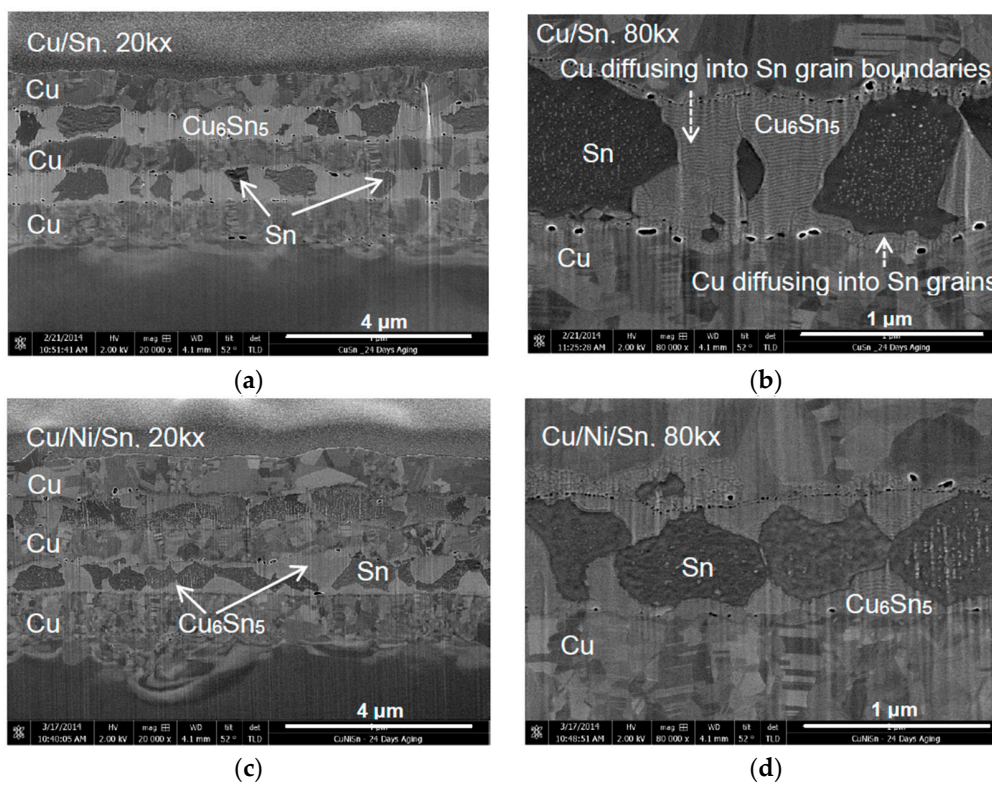 Cu/Sn, 20kx
Cu
Cu₆Sn₅
Cu
Cu
Sn
4 μm
2/21/2014 HV mag WD tilt det
10:51:41 AM 2.00 kV 20 000 x 4.1 mm 52 ° TLD CuSn _24 Days Aging
(a)
Cu/Sn, 80kx
Cu diffusing into Sn grain boundaries
Cu₆Sn₅
Sn
Cu
Cu diffusing into Sn grains
1 μm
2/21/2014 HV mag WD tilt det
11:25:28 AM 2.00 kV 80 000 x 4.1 mm 52 ° TLD CuSn _24 Days Aging
(b)
Cu/Ni/Sn, 20kx
Cu
Cu
Sn
Cu
Cu₆Sn₅
4 μm
3/17/2014 HV mag WD tilt det
10:40:05 AM 2.00 kV 20 000 x 4.1 mm 52 ° TLD CuNiSn - 24 Days Aging
(c)
Cu/Ni/Sn, 80kx
Sn
Cu₆Sn₅
Cu
1 μm
3/17/2014 HV mag WD tilt det
10:48:51 AM 2.00 kV 80 000 x 4.1 mm 52 ° TLD CuNiSn - 24 Days Aging
(d)